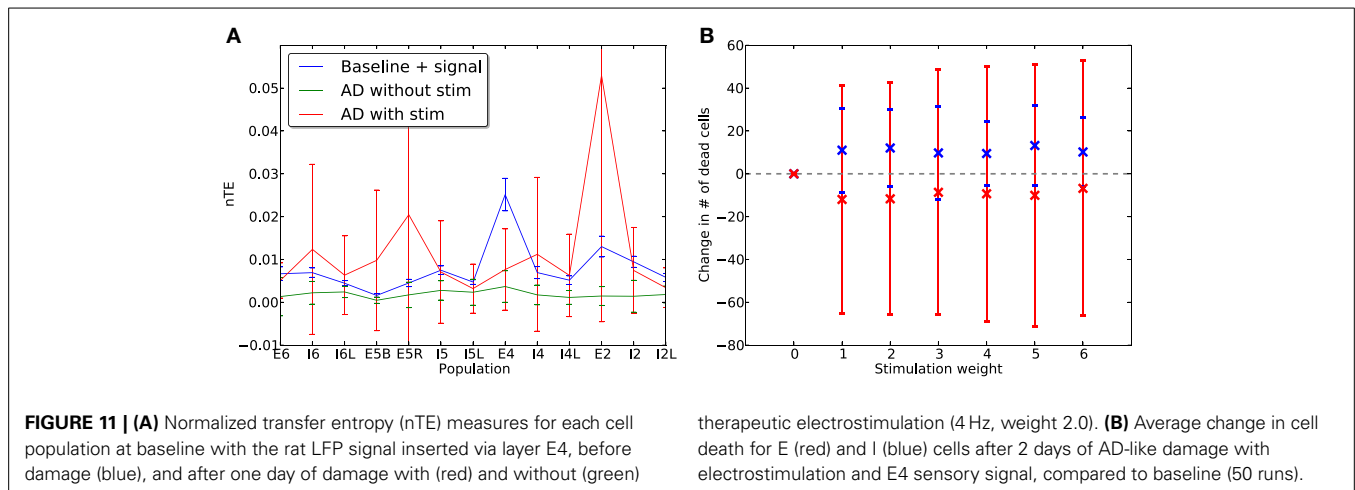 A
nTE
0.05
0.04
0.03
0.02
0.01
0.00
−0.01
Baseline + signal
AD without stim
AD with stim
E6 I6 I6L E5B E5R I5 I5L E4 I4 I4L E2 I2 I2L
Population
B
Change in # of dead cells
60
40
20
0
−20
−40
−60
−80
0 1 2 3 4 5 6
Stimulation weight
FIGURE 11 | (A) Normalized transfer entropy (nTE) measures for each cell
population at baseline with the rat LFP signal inserted via layer E4, before
damage (blue), and after one day of damage with (red) and without (green)
therapeutic electrostimulation (4 Hz, weight 2.0). (B) Average change in cell
death for E (red) and I (blue) cells after 2 days of AD-like damage with
electrostimulation and E4 sensory signal, compared to baseline (50 runs).